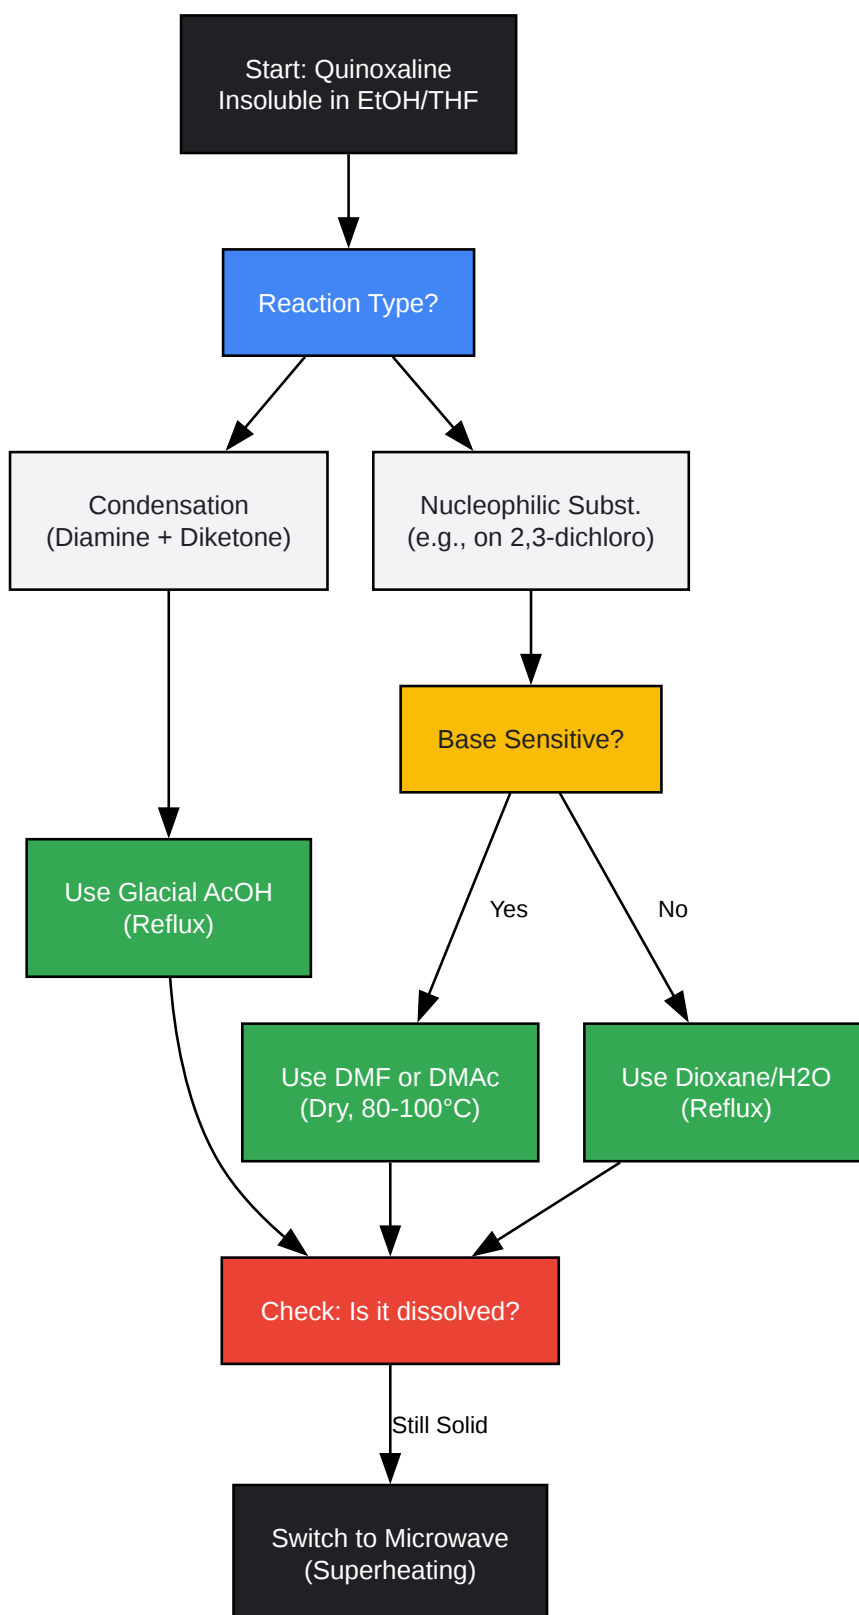 Start: Quinoxaline
Insoluble in EtOH/THF
Reaction Type?
Condensation
(Diamine + Diketone)
Nucleophilic Subst.
(e.g., on 2,3-dichloro)
Base Sensitive?
Use Glacial AcOH
(Reflux)
Yes
No
Use DMF or DMAc
(Dry, 80-100°C)
Use Dioxane/H2O
(Reflux)
Check: Is it dissolved?
Still Solid
Switch to Microwave
(Superheating)